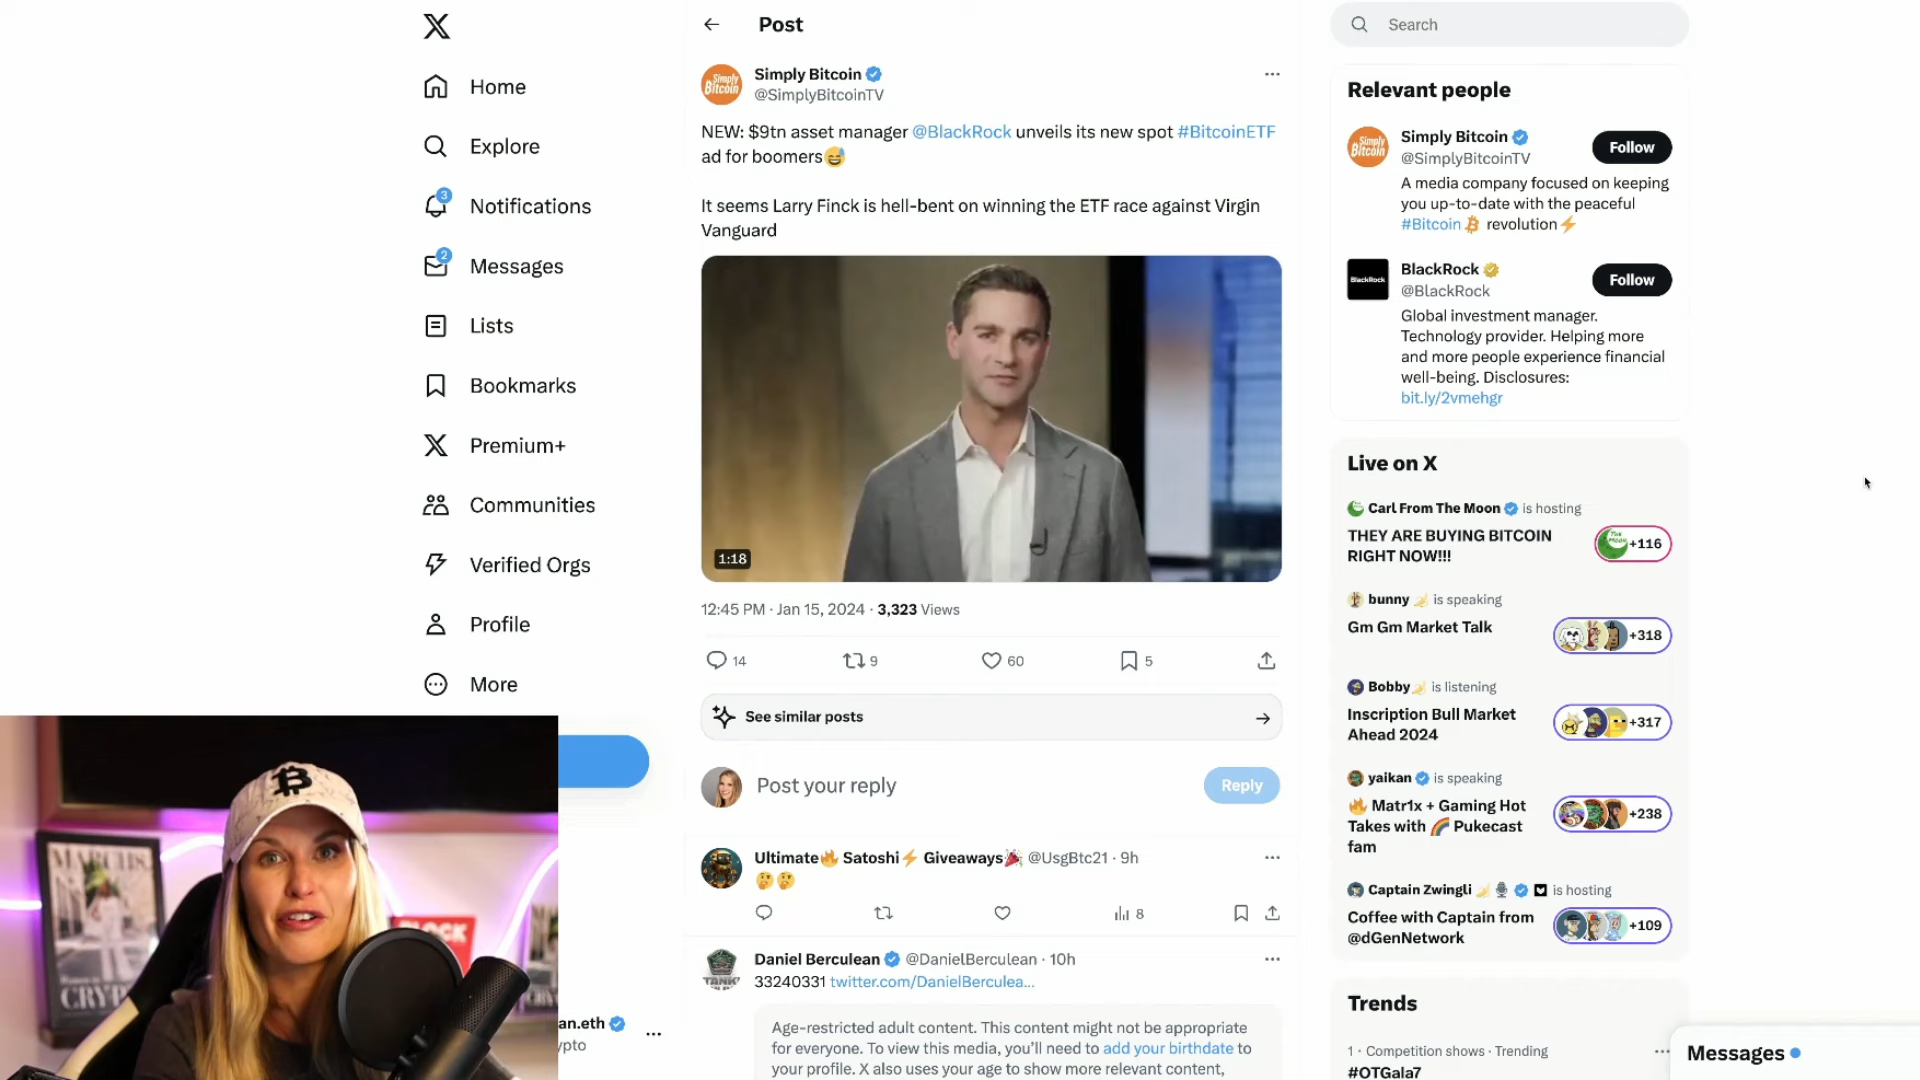 Home
Explore
3
Notifications
2
Messages
Lists
Bookmarks
Premium+
Communities
Verified Orgs
Profile
More
an.eth
ypto
Post
Simply Bitcoin
Simply Bitcoin
@SimplyBitcoinTV
NEW: $9tn asset manager @BlackRock unveils its new spot #BitcoinETF
ad for boomers😅
It seems Larry Finck is hell-bent on winning the ETF race against Virgin
Vanguard
1:18
12:45 PM · Jan 15, 2024 · 3,323 Views
14
9
60
5
See similar posts
Post your reply
Reply
Ultimate🔥 Satoshi⚡ Giveaways🎉 @UsgBtc21 · 9h
🤔🤔
8
TANK!
Daniel Berculean @DanielBerculean · 10h
33240331 twitter.com/DanielBerculea...
Age-restricted adult content. This content might not be appropriate
for everyone. To view this media, you'll need to add your birthdate to
your profile. X also uses your age to show more relevant content,
Search
Relevant people
Simply Bitcoin
Simply Bitcoin
@SimplyBitcoinTV
Follow
A media company focused on keeping
you up-to-date with the peaceful
#Bitcoin revolution⚡
BlackRock
BlackRock
@BlackRock
Follow
Global investment manager.
Technology provider. Helping more
and more people experience financial
well-being. Disclosures:
bit.ly/2vmehgr
Live on X
Carl From The Moon is hosting
THEY ARE BUYING BITCOIN
RIGHT NOW!!!
THE MOON
+116
bunny is speaking
Gm Gm Market Talk
+318
Bobby is listening
Inscription Bull Market
Ahead 2024
+317
yaikan is speaking
🔥 Matr1x + Gaming Hot
Takes with 🌈 Pukecast
fam
+238
Captain Zwingli is hosting
Coffee with Captain from
@dGenNetwork
+109
Trends
1 · Competition shows · Trending
#OTGala7
Messages